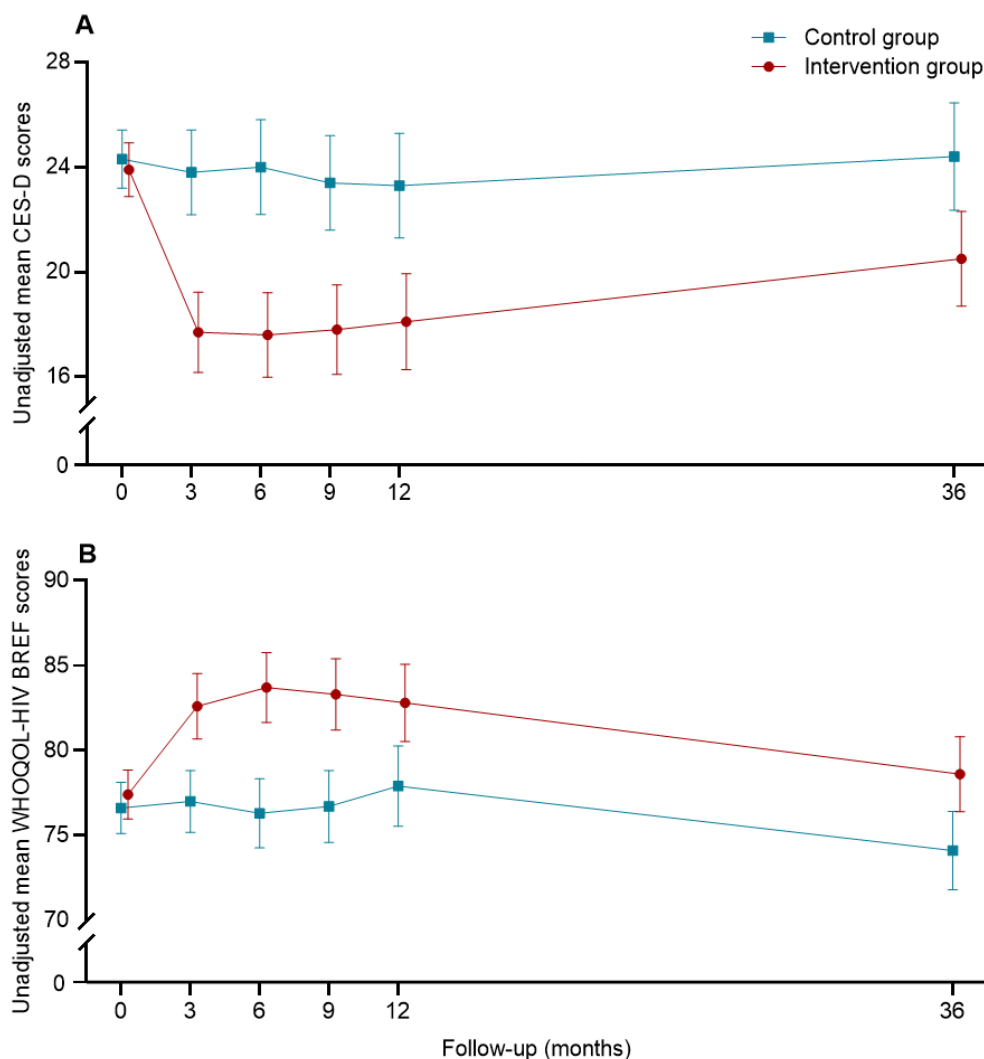 A
Control group
Intervention group
Unadjusted mean CES-D scores
28
24
20
16
0
0 3 6 9 12 36
B
Unadjusted mean WHOQOL-HIV BREF scores
90
85
80
75
70
0
0 3 6 9 12 36
Follow-up (months)